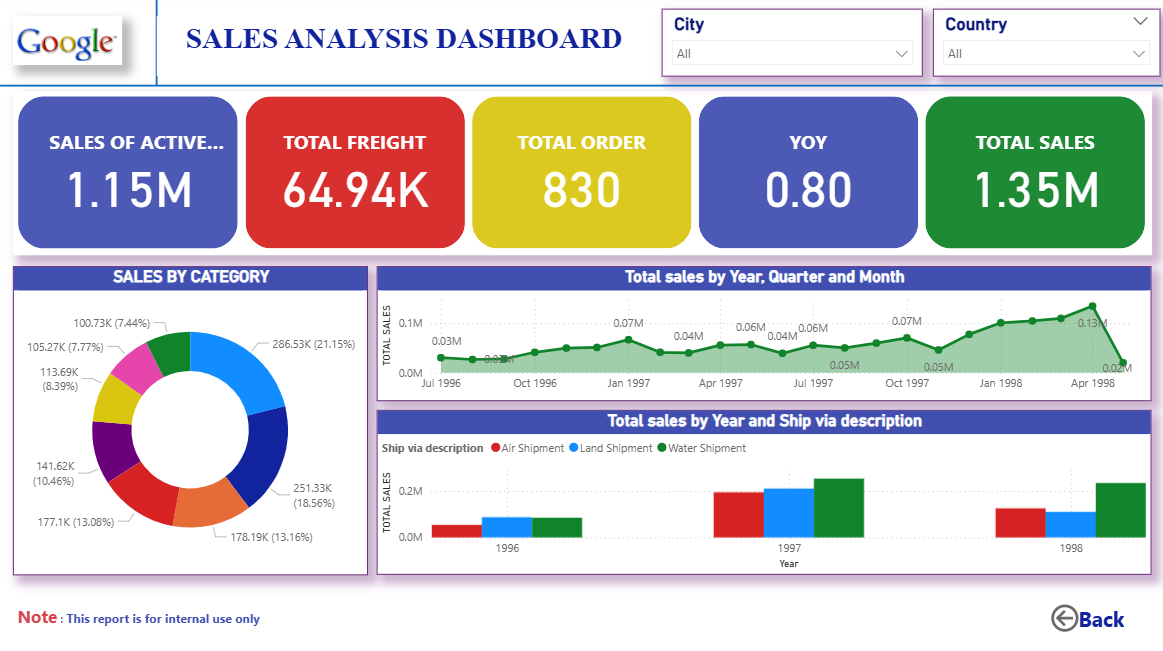 Google™
SALES ANALYSIS DASHBOARD
City
All
Country
All
SALES OF ACTIVE...
1.15M
TOTAL FREIGHT
64.94K
TOTAL ORDER
830
YOY
0.80
TOTAL SALES
1.35M
SALES BY CATEGORY
100.73K (7.44%)
105.27K (7.77%)
113.69K
(8.39%)
141.62K
(10.46%)
177.1K (13.08%)
178.19K (13.16%)
251.33K
(18.56%)
286.53K (21.15%)
Total sales by Year, Quarter and Month
TOTAL SALES
0.1M
0.0M
0.03M
0.03M
0.07M
0.04M
0.06M
0.04M
0.06M
0.05M
0.07M
0.05M
0.13M
0.02M
Jul 1996
Oct 1996
Jan 1997
Apr 1997
Jul 1997
Oct 1997
Jan 1998
Apr 1998
Total sales by Year and Ship via description
Ship via description Air Shipment Land Shipment Water Shipment
TOTAL SALES
0.2M
0.0M
1996
1997
1998
Year
Note : This report is for internal use only
Back